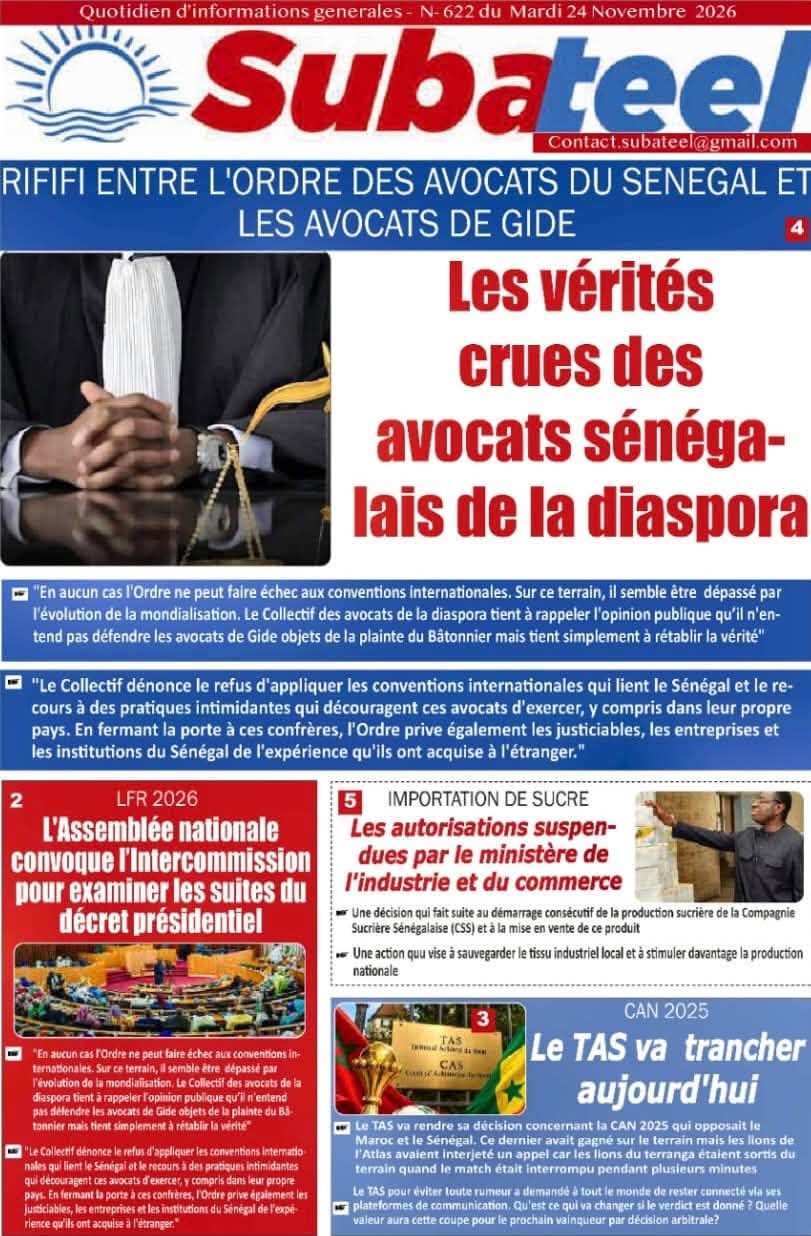 Quotidien d'informations generales - N- 622 du Mardi 24 Novembre 2026
Subateel
Contact.subateel@gmail.com
RIFIFI ENTRE L'ORDRE DES AVOCATS DU SENEGAL ET
LES AVOCATS DE GIDE
4
Les vérités
crues des
avocats sénéga-
lais de la diaspora
"En aucun cas l'Ordre ne peut faire échec aux conventions internationales. Sur ce terrain, il semble être dépassé par
l'évolution de la mondialisation. Le Collectif des avocats de la diaspora tient à rappeler l'opinion publique qu'il n'en-
tend pas défendre les avocats de Gide objets de la plainte du Bâtonnier mais tient simplement à rétablir la vérité"
"Le Collectif dénonce le refus d'appliquer les conventions internationales qui lient le Sénégal et le re-
cours à des pratiques intimidantes qui découragent ces avocats d'exercer, y compris dans leur propre
pays. En fermant la porte à ces confrères, l'Ordre prive également les justiciables, les entreprises et
les institutions du Sénégal de l'expérience qu'ils ont acquise à l'étranger."
2
LFR 2026
L'Assemblée nationale
convoque l'Intercommission
pour examiner les suites du
décret présidentiel
"En aucun cas l'Ordre ne peut faire échec aux conventions in-
ternationales. Sur ce terrain, il semble être dépassé par
l'évolution de la mondialisation. Le Collectif des avocats de la
diaspora tient à rappeler l'opinion publique qu'il n'entend
pas défendre les avocats de Gide objets de la plainte du Bâ-
tonnier mais tient simplement à rétablir la vérité"
"Le Collectif dénonce le refus d'appliquer les conventions internatio-
nales qui lient le Sénégal et le recours à des pratiques intimidantes
qui découragent ces avocats d'exercer, y compris dans leur propre
pays. En fermant la porte à ces confrères, l'Ordre prive également les
justiciables, les entreprises et les institutions du Sénégal de l'expé-
rience qu'ils ont acquise à l'étranger."
5
IMPORTATION DE SUCRE
Les autorisations suspen-
dues par le ministère de
l'industrie et du commerce
Une décision qui fait suite au démarrage consécutif de la production sucrière de la Compagnie
Sucrière Sénégalaise (CSS) et à la mise en vente de ce produit
Une action quu vise à sauvegarder le tissu industriel local et à stimuler davantage la production
nationale
3
TAS
CAS
CAN 2025
Le TAS va trancher
aujourd'hui
Le TAS va rendre sa décision concernant la CAN 2025 qui opposait le
Maroc et le Sénégal. Ce dernier avait gagné sur le terrain mais les lions de
l'Atlas avaient interjeté un appel car les lions du terranga étaient sortis du
terrain quand le match était interrompu pendant plusieurs minutes
Le TAS pour éviter toute rumeur a demandé à tout le monde de rester connecté via ses
plateformes de communication. Qu'est ce qui va changer si le verdict est donné ? Quelle
valeur aura cette coupe pour le prochain vainqueur par décision arbitrale?